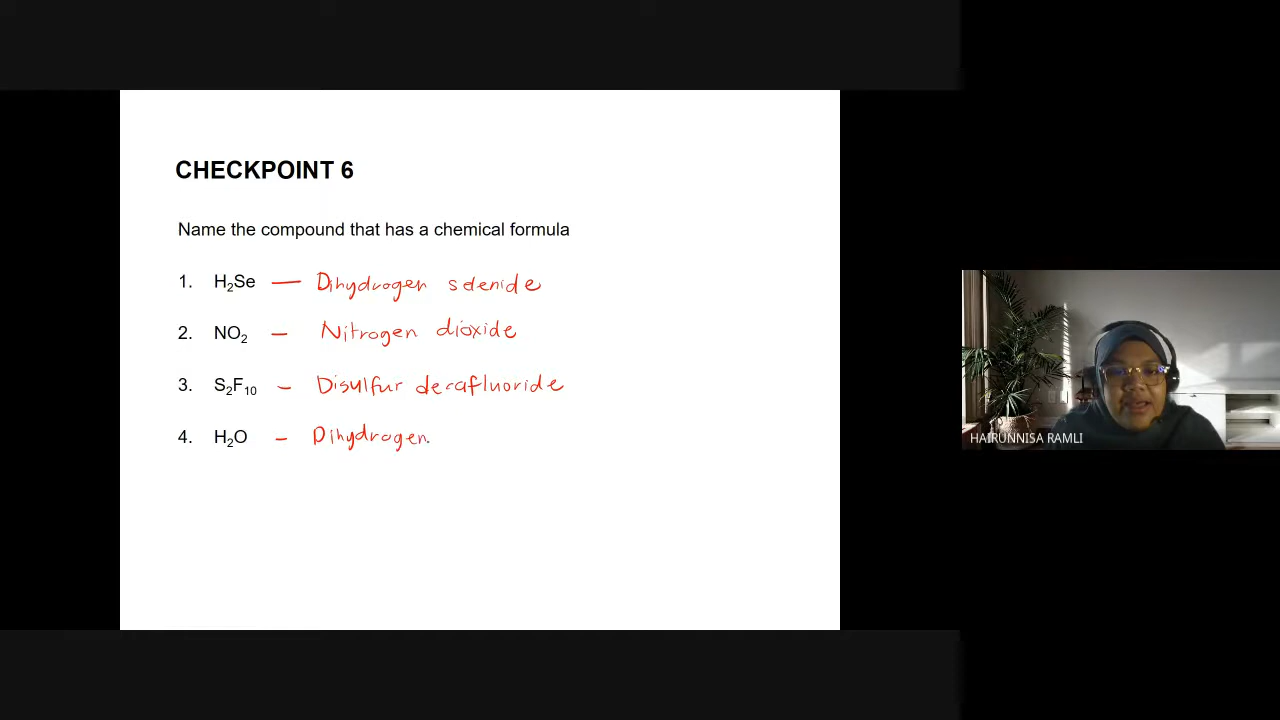 CHECKPOINT 6
Name the compound that has a chemical formula
1. H₂Se — Dihydrogen selenide
2. NO₂ – Nitrogen dioxide
3. S₂F₁₀ – Disulfur decafluoride
4. H₂O – Dihydrogen
HAIRUNNISA RAMLI